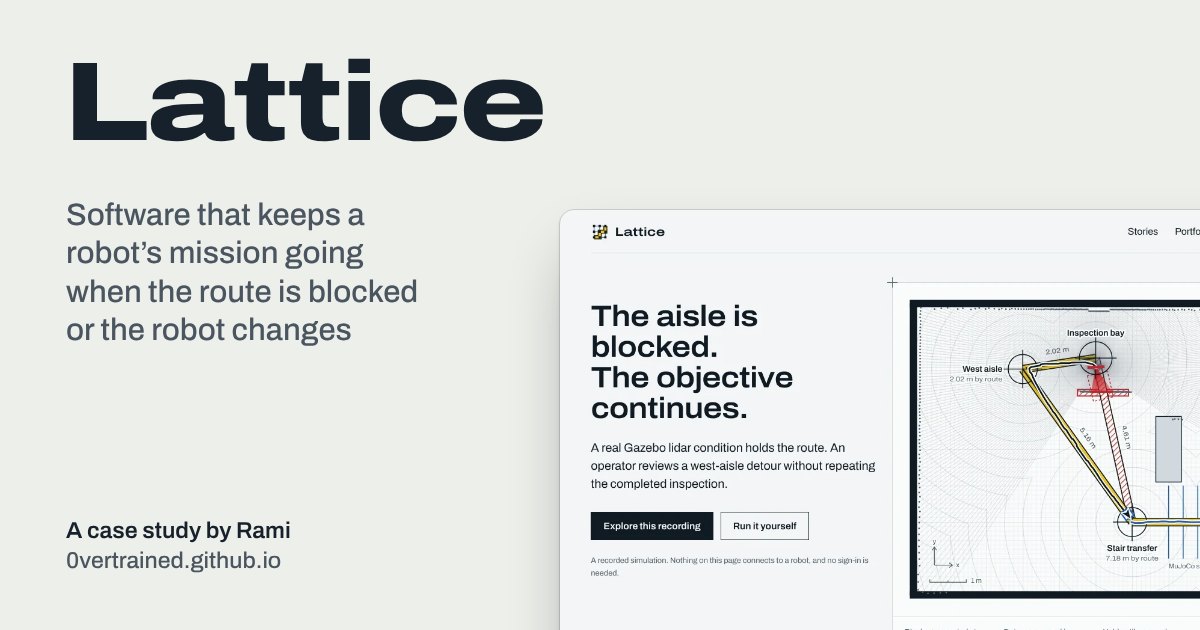 Lattice
Software that keeps a
robot’s mission going
when the route is blocked
or the robot changes
A case study by Rami
0vertrained.github.io
Lattice
Stories
The aisle is
blocked.
The objective
continues.
A real Gazebo lidar condition holds the route. An
operator reviews a west-aisle detour without repeating
the completed inspection.
Explore this recording
Run it yourself
A recorded simulation. Nothing on this page connects to a robot, and no sign-in is
needed.
Inspection bay
2.02 m
West aisle
2.02 m by route
5.16 m
4.61 m
Stair transfer
7.18 m by route
y
x
1 m